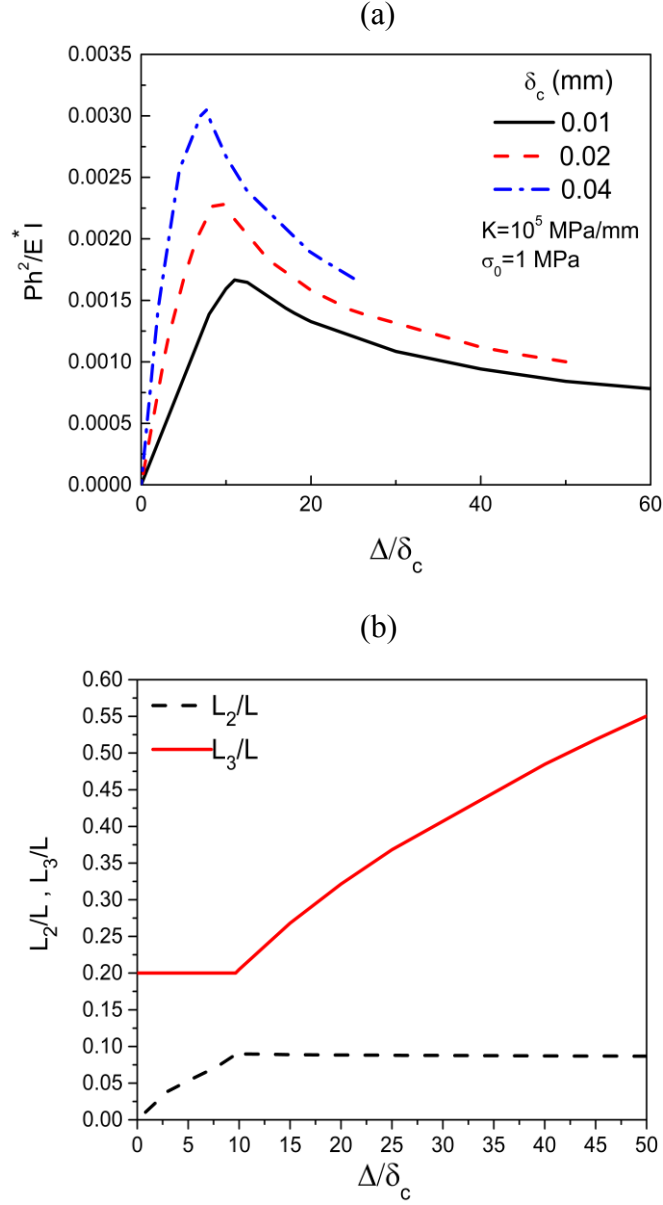 (a)
0.0035
0.0030
0.0025
0.0020
0.0015
0.0010
0.0005
0.0000
Ph²/E* I
δc (mm)
0.01
0.02
0.04
K=10⁵ MPa/mm
σ₀=1 MPa
0 20 40 60
Δ/δc
(b)
0.60
0.55
0.50
0.45
0.40
0.35
0.30
0.25
0.20
0.15
0.10
0.05
0.00
L₂/L , L₃/L
L₂/L
L₃/L
0 5 10 15 20 25 30 35 40 45 50
Δ/δc